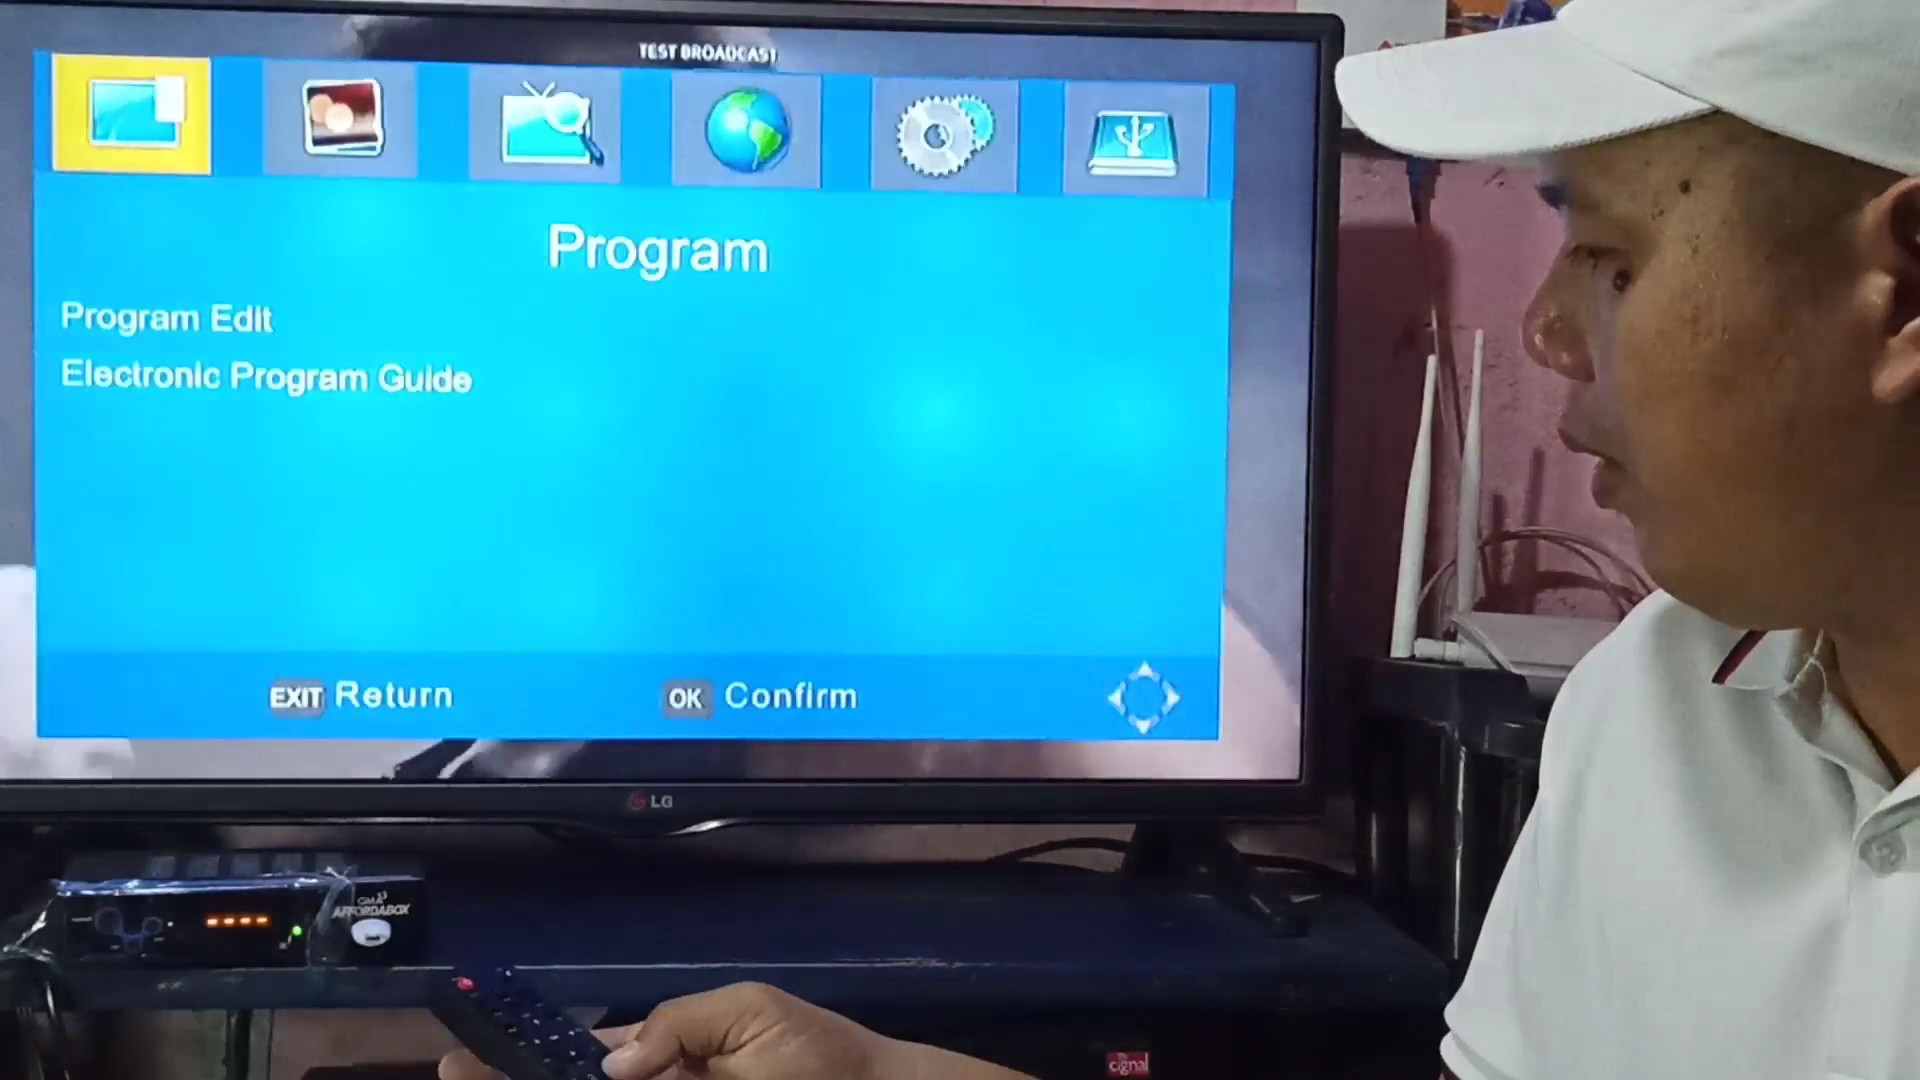 TEST BROADCAST
Program
Program Edit
Electronic Program Guide
EXIT Return
OK Confirm
LG
GMA
AFFORDABOX
cignal